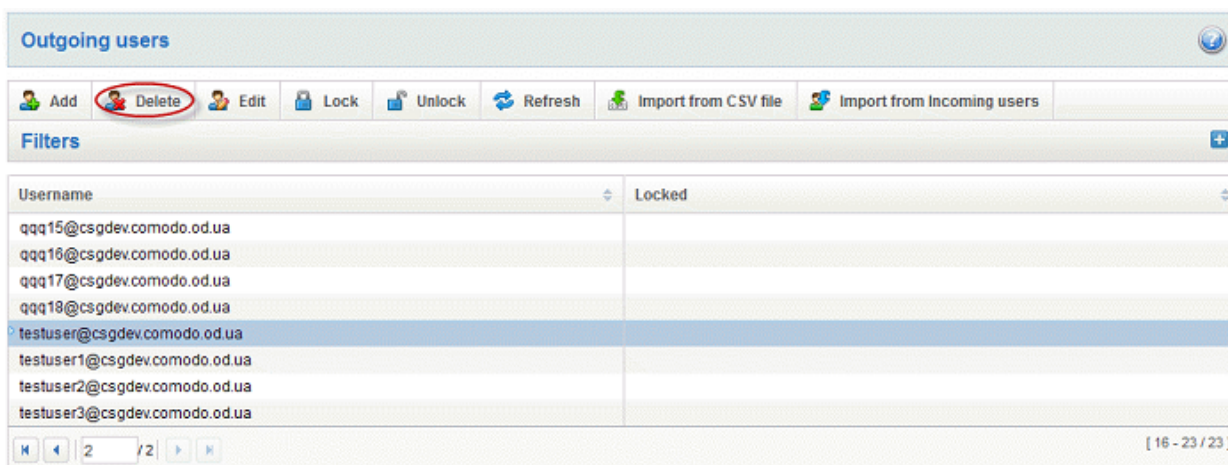 Outgoing users
Add Delete Edit Lock Unlock Refresh Import from CSV file Import from Incoming users
Filters
Username Locked
qqq15@csgdev.comodo.od.ua
qqq16@csgdev.comodo.od.ua
qqq17@csgdev.comodo.od.ua
qqq18@csgdev.comodo.od.ua
testuser@csgdev.comodo.od.ua
testuser1@csgdev.comodo.od.ua
testuser2@csgdev.comodo.od.ua
testuser3@csgdev.comodo.od.ua
2 / 2 [ 16 - 23 / 23 ]